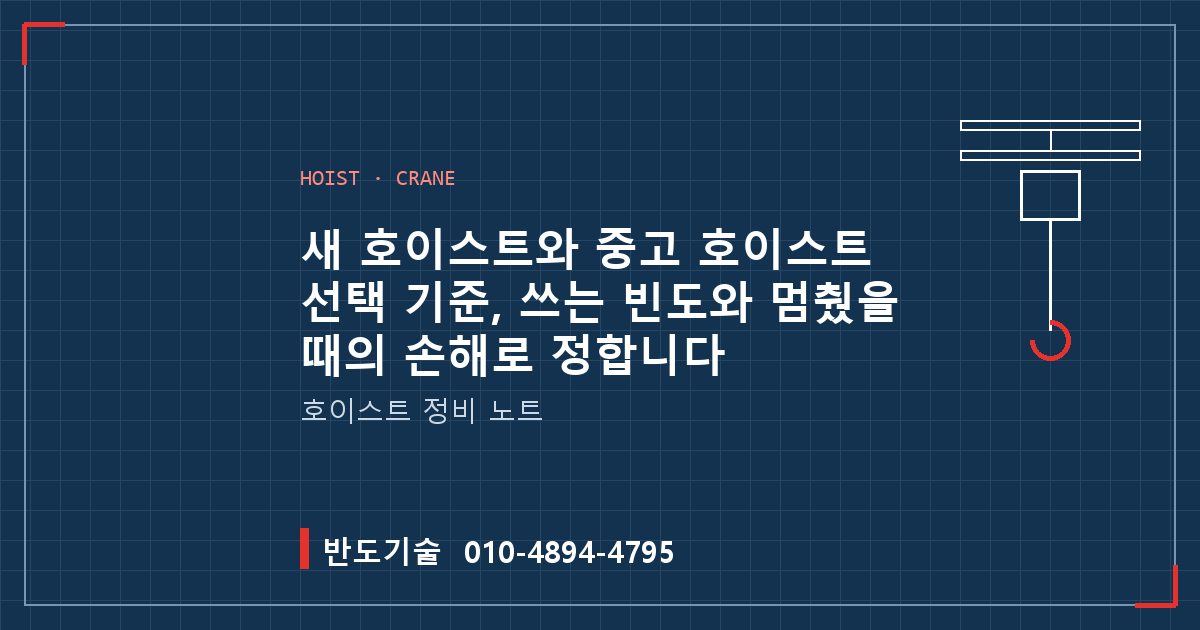 HOIST · CRANE
새 호이스트와 중고 호이스트
선택 기준, 쓰는 빈도와 멈췄을
때의 손해로 정합니다
호이스트 정비 노트
반도기술 010-4894-4795